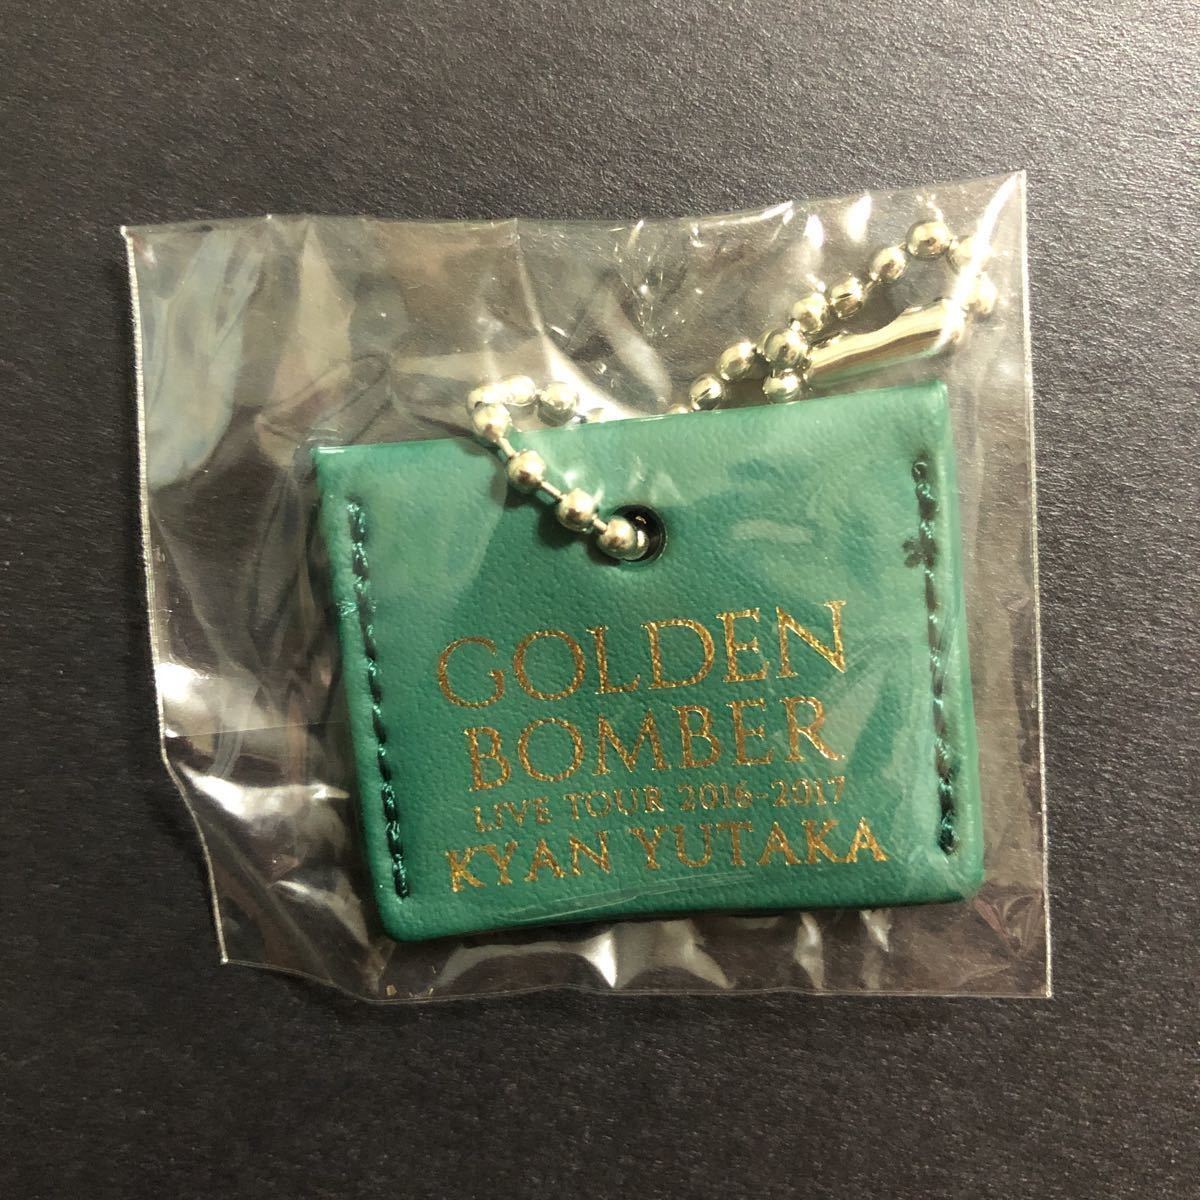 GOLDEN
BOMBER
LIVE TOUR 2016-2017
KYAN YUTAKA